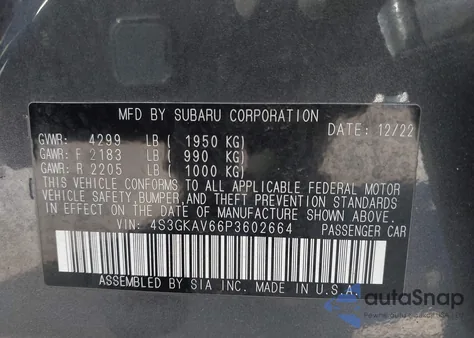 MFD BY SUBARU CORPORATION
GVWR: 4299 LB ( 1950 KG) DATE: 12/22
GAWR: F 2183 LB ( 990 KG)
GAWR: R 2205 LB ( 1000 KG)
THIS VEHICLE CONFORMS TO ALL APPLICABLE FEDERAL MOTOR
VEHICLE SAFETY,BUMPER,AND THEFT PREVENTION STANDARDS
IN EFFECT ON THE DATE OF MANUFACTURE SHOWN ABOVE.
VIN: 4S3GKAV66P3602664 PASSENGER CAR
ASSEMBLED BY SIA INC. MADE IN U.S.A.
autoSnap